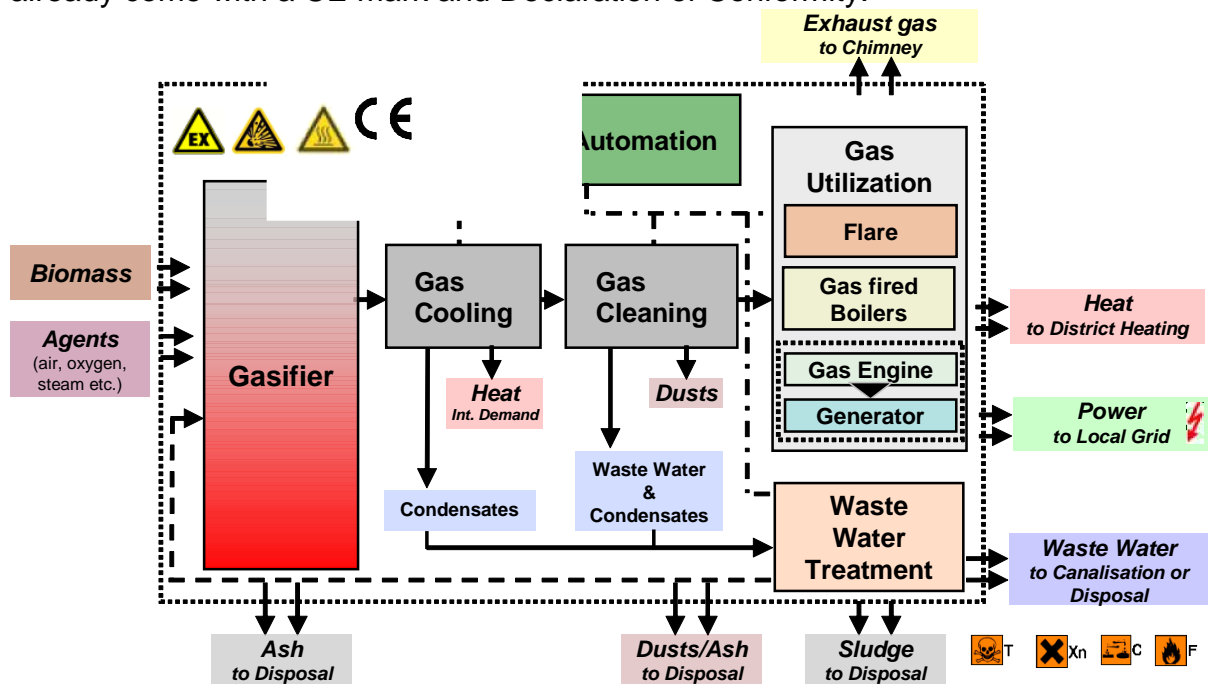 Exhaust gas
to Chimney
EX
CE
Automation
Gas
Utilization
Flare
Gas fired
Boilers
Gas Engine
Generator
Biomass
Agents
(air, oxygen,
steam etc.)
Gasifier
Gas
Cooling
Gas
Cleaning
Heat
Int. Demand
Dusts
Heat
to District Heating
Power
to Local Grid
Condensates
Waste Water
&
Condensates
Waste
Water
Treatment
Waste Water
to Canalisation or
Disposal
Ash
to Disposal
Dusts/Ash
to Disposal
Sludge
to Disposal
T
Xn
C
F